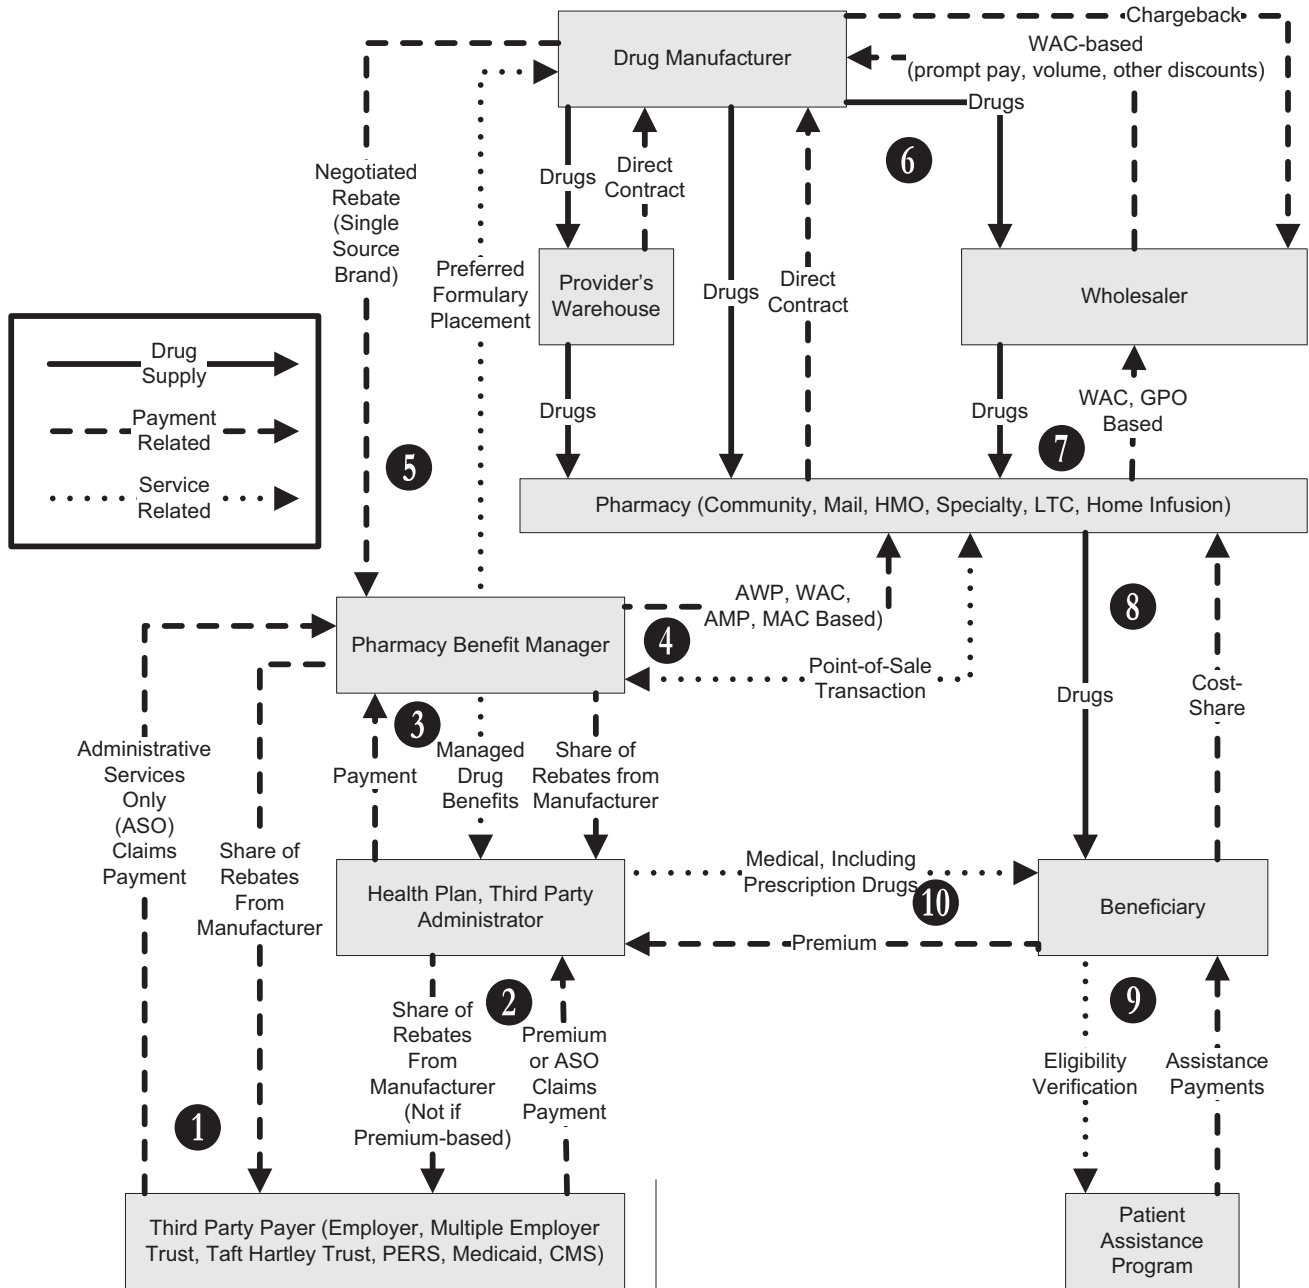 Chargeback
Drug Manufacturer
WAC-based
(prompt pay, volume, other discounts)
Drugs
6
Negotiated
Rebate
(Single
Source
Brand)
Drugs
Direct
Contract
Preferred
Formulary
Placement
Provider's
Warehouse
Drugs
Direct
Contract
Wholesaler
Drug
Supply
Payment
Related
Service
Related
5
Drugs
Drugs
WAC, GPO
Based
7
Pharmacy (Community, Mail, HMO, Specialty, LTC, Home Infusion)
Pharmacy Benefit Manager
AWP, WAC,
AMP, MAC Based)
4
Point-of-Sale
Transaction
8
Drugs
Cost-
Share
3
Administrative
Services
Only
(ASO)
Claims
Payment
Share of
Rebates
From
Manufacturer
Payment
Managed
Drug
Benefits
Share of
Rebates from
Manufacturer
Health Plan, Third Party
Administrator
Medical, Including
Prescription Drugs
10
Premium
Beneficiary
2
Share of
Rebates
From
Manufacturer
(Not if
Premium-based)
Premium
or ASO
Claims
Payment
9
Eligibility
Verification
Assistance
Payments
1
Third Party Payer (Employer, Multiple Employer
Trust, Taft Hartley Trust, PERS, Medicaid, CMS)
Patient
Assistance
Program